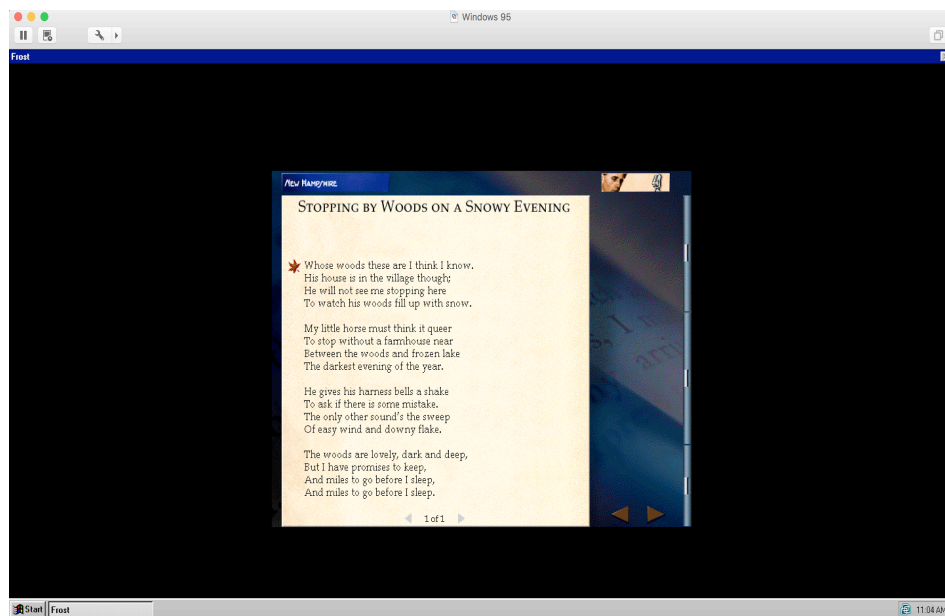 Windows 95
Frost
New Hampshire
Stopping by Woods on a Snowy Evening
Whose woods these are I think I know.
His house is in the village though;
He will not see me stopping here
To watch his woods fill up with snow.
My little horse must think it queer
To stop without a farmhouse near
Between the woods and frozen lake
The darkest evening of the year.
He gives his harness bells a shake
To ask if there is some mistake.
The only other sound's the sweep
Of easy wind and downy flake.
The woods are lovely, dark and deep,
But I have promises to keep,
And miles to go before I sleep,
And miles to go before I sleep.
1 of 1
Start
Frost
11:04 AM